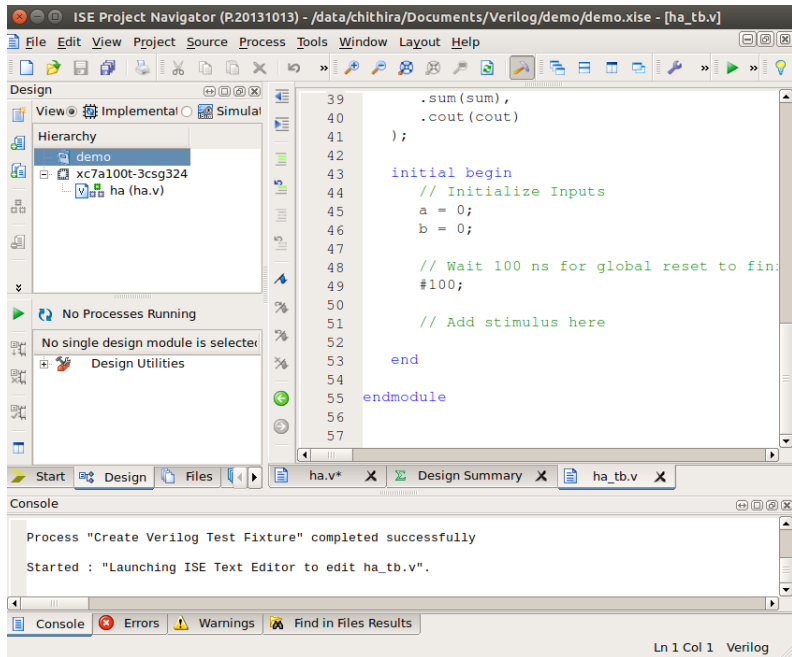 ISE Project Navigator (P.20131013) - /data/chithira/Documents/Verilog/demo/demo.xise - [ha_tb.v]
File Edit View Project Source Process Tools Window Layout Help
Design
View: Implementat Simulat
Hierarchy
demo
xc7a100t-3csg324
ha (ha.v)
No Processes Running
No single design module is selected
Design Utilities
39 .sum(sum),
40 .cout(cout)
41 );
42
43 initial begin
44 // Initialize Inputs
45 a = 0;
46 b = 0;
47
48 // Wait 100 ns for global reset to fin
49 #100;
50
51 // Add stimulus here
52
53 end
54
55 endmodule
56
57
Start Design Files
ha.v* Design Summary ha_tb.v
Console
Process "Create Verilog Test Fixture" completed successfully
Started : "Launching ISE Text Editor to edit ha_tb.v".
Console Errors Warnings Find in Files Results
Ln 1 Col 1 Verilog